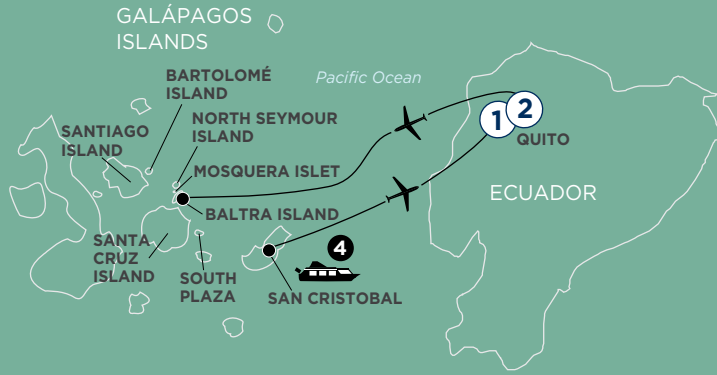 GALÁPAGOS
ISLANDS
Pacific Ocean
BARTOLOMÉ
ISLAND
NORTH SEYMOUR
ISLAND
SANTIAGO
ISLAND
MOSQUERA ISLET
BALTRA ISLAND
SANTA
CRUZ
ISLAND
SOUTH
PLAZA
4
SAN CRISTOBAL
1
2
QUITO
ECUADOR